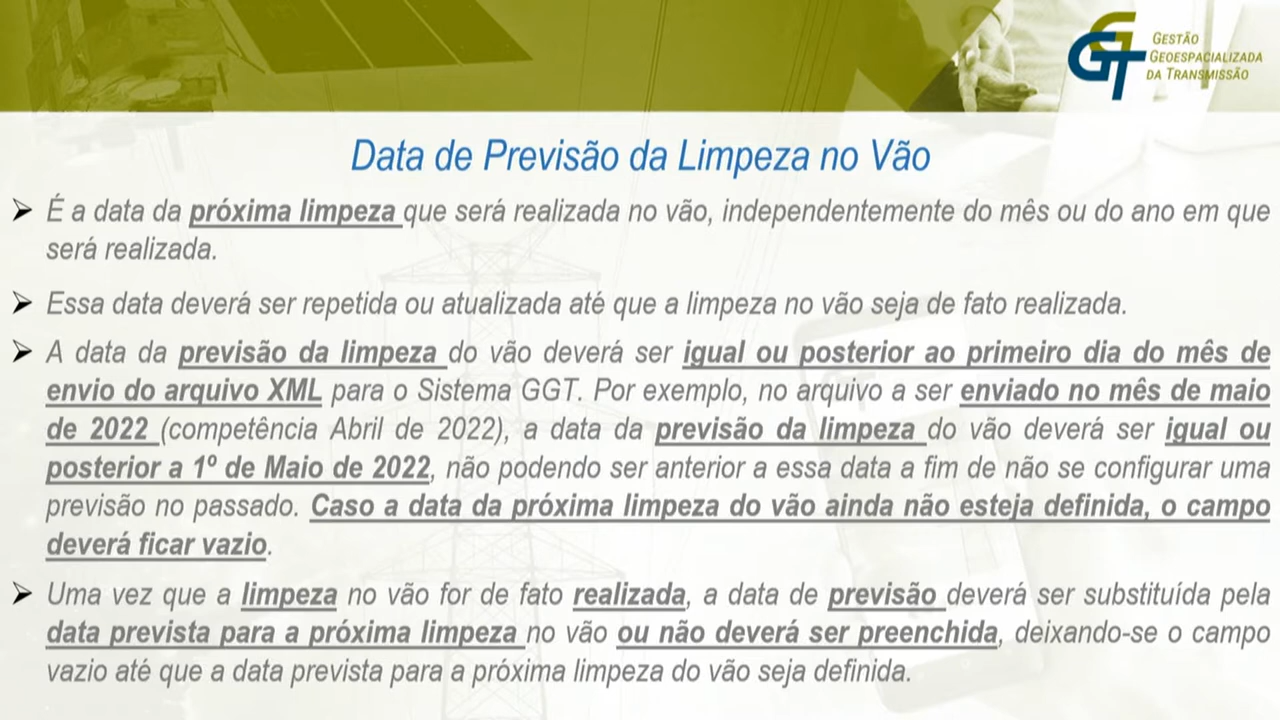 GGT
GESTÃO
GEOESPACIALIZADA
DA TRANSMISSÃO
Data de Previsão da Limpeza no Vão
É a data da próxima limpeza que será realizada no vão, independentemente do mês ou do ano em que
será realizada.
Essa data deverá ser repetida ou atualizada até que a limpeza no vão seja de fato realizada.
A data da previsão da limpeza do vão deverá ser igual ou posterior ao primeiro dia do mês de
envio do arquivo XML para o Sistema GGT. Por exemplo, no arquivo a ser enviado no mês de maio
de 2022 (competência Abril de 2022), a data da previsão da limpeza do vão deverá ser igual ou
posterior a 1º de Maio de 2022, não podendo ser anterior a essa data a fim de não se configurar uma
previsão no passado. Caso a data da próxima limpeza do vão ainda não esteja definida, o campo
deverá ficar vazio.
Uma vez que a limpeza no vão for de fato realizada, a data de previsão deverá ser substituída pela
data prevista para a próxima limpeza no vão ou não deverá ser preenchida, deixando-se o campo
vazio até que a data prevista para a próxima limpeza do vão seja definida.